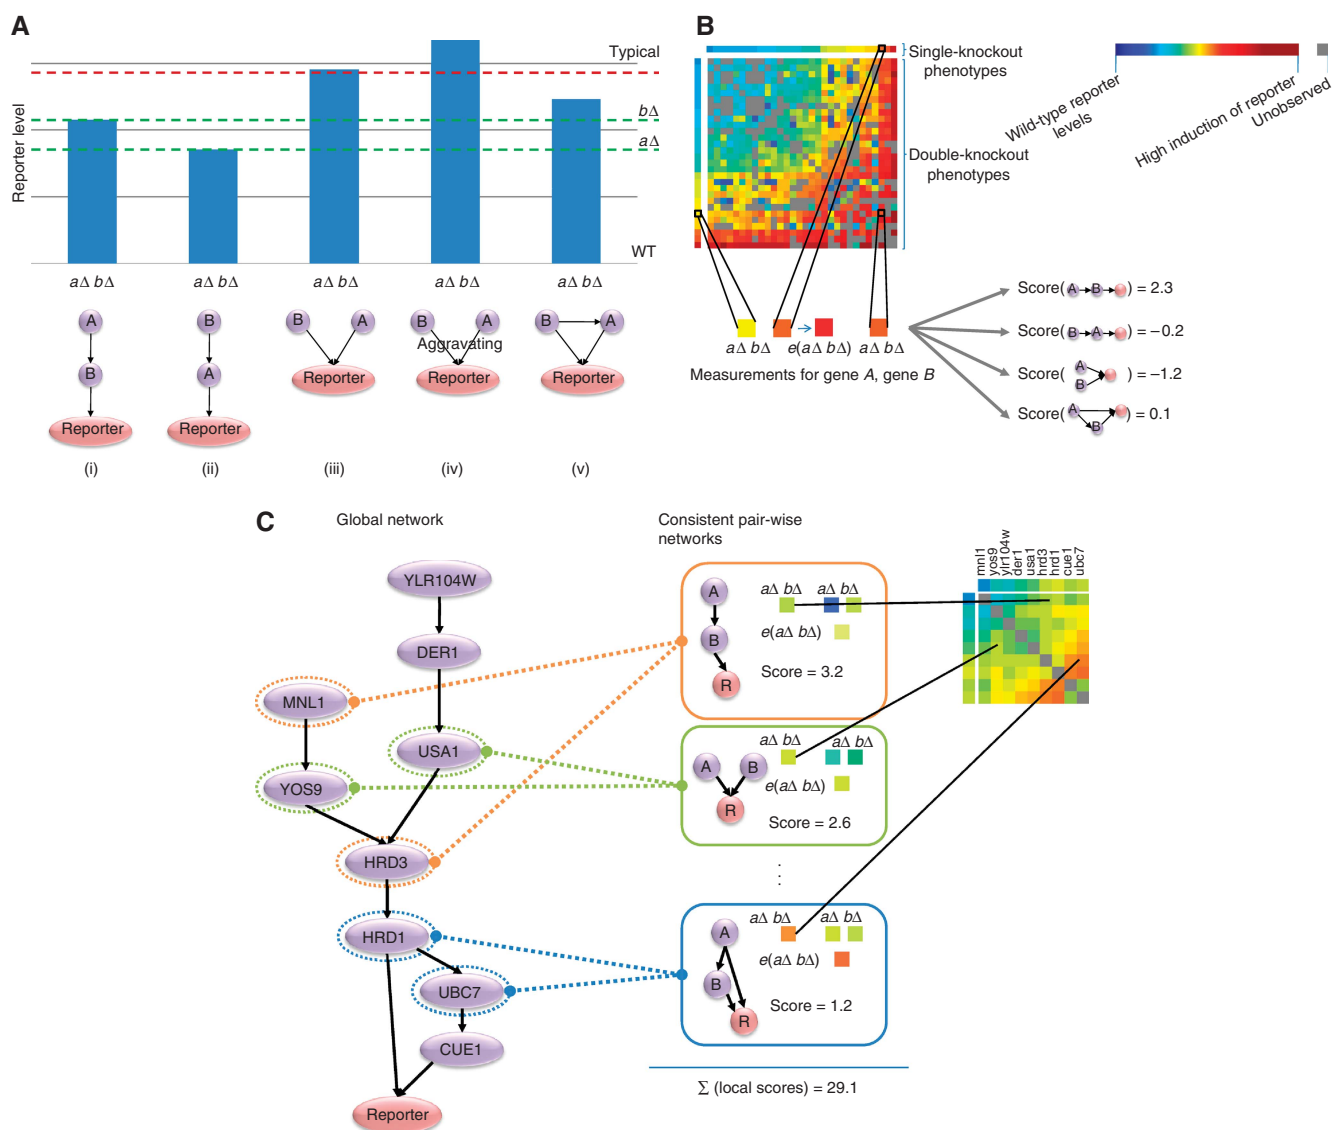 A
Reporter level
Typical
bΔ
aΔ
WT
aΔ bΔ
aΔ bΔ
aΔ bΔ
aΔ bΔ
aΔ bΔ
A
B
Reporter
(i)
B
A
Reporter
(ii)
B
A
Reporter
(iii)
B
A
Aggravating
Reporter
(iv)
B
A
Reporter
(v)
B
Single-knockout
phenotypes
Double-knockout
phenotypes
Wild-type reporter
levels
High induction of reporter
Unobserved
aΔ bΔ
e(aΔ bΔ)
aΔ bΔ
Measurements for gene A, gene B
Score( A B ) = 2.3
Score( B A ) = −0.2
Score( A B ) = −1.2
Score( A B ) = 0.1
C
Global network
YLR104W
DER1
MNL1
USA1
YOS9
HRD3
HRD1
UBC7
CUE1
Reporter
Consistent pair-wise
networks
A
B
R
aΔ bΔ
aΔ bΔ
e(aΔ bΔ)
Score = 3.2
A
B
R
aΔ bΔ
aΔ bΔ
e(aΔ bΔ)
Score = 2.6
⋮
A
B
R
aΔ bΔ
aΔ bΔ
e(aΔ bΔ)
Score = 1.2
Σ (local scores) = 29.1
mnl1
yos9
ylr104w
der1
usa1
hrd3
hrd1
cue1
ubc7